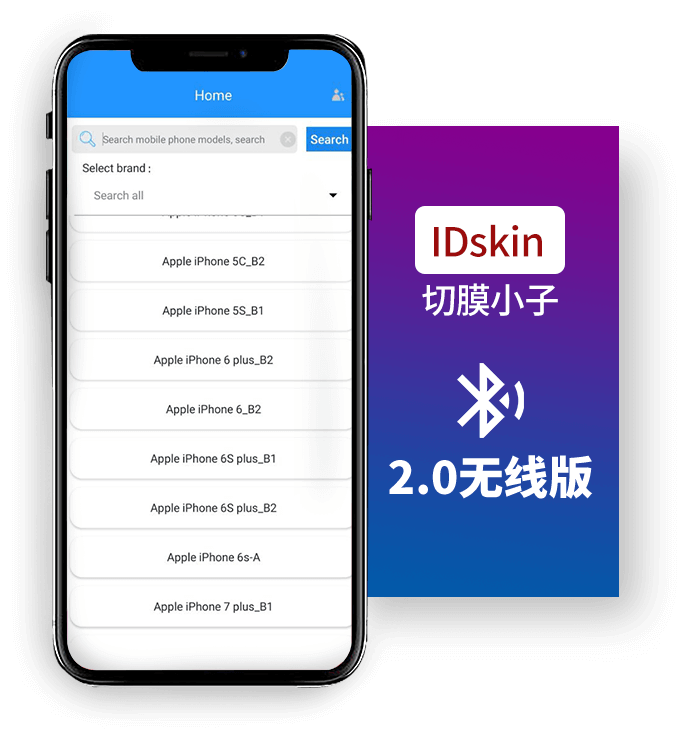 Home
Search mobile phone models, search
Search
Select brand :
Search all
Apple iPhone 5C_B2
Apple iPhone 5S_B1
Apple iPhone 6 plus_B2
Apple iPhone 6_B2
Apple iPhone 6S plus_B1
Apple iPhone 6S plus_B2
Apple iPhone 6s-A
Apple iPhone 7 plus_B1
IDskin
切膜小子
2.0无线版